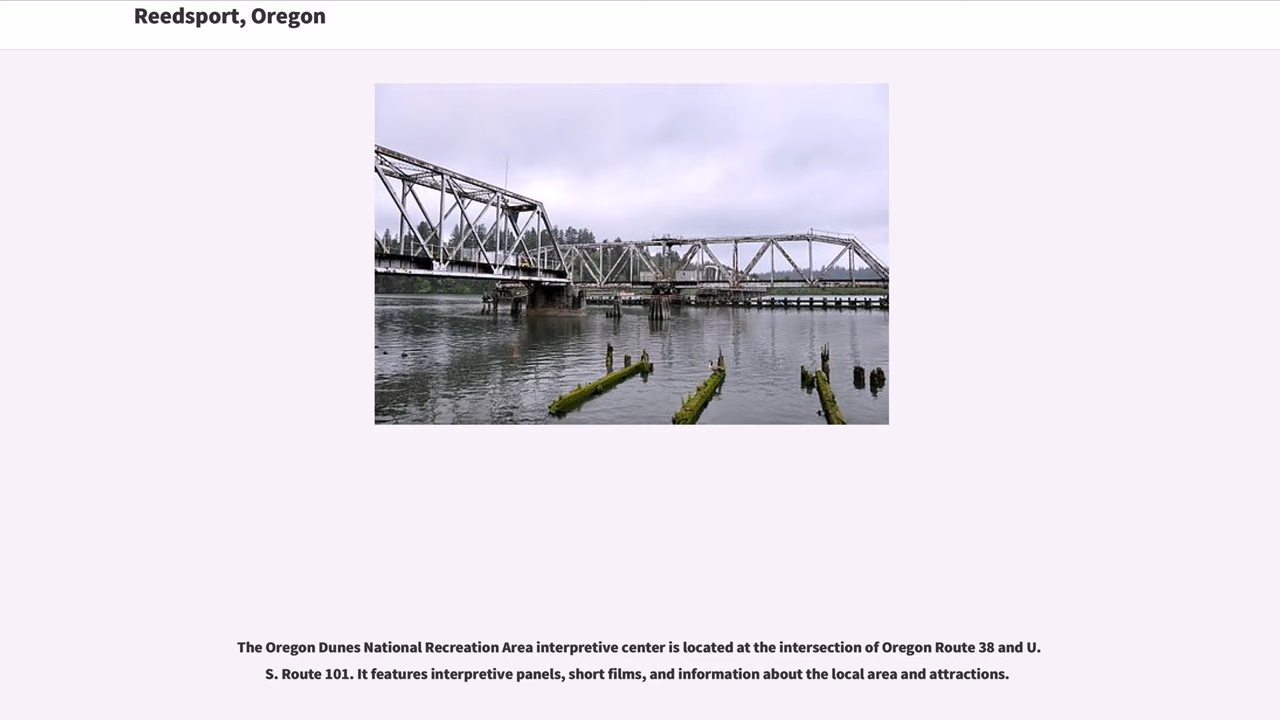 Reedsport, Oregon
The Oregon Dunes National Recreation Area interpretive center is located at the intersection of Oregon Route 38 and U.
S. Route 101. It features interpretive panels, short films, and information about the local area and attractions.